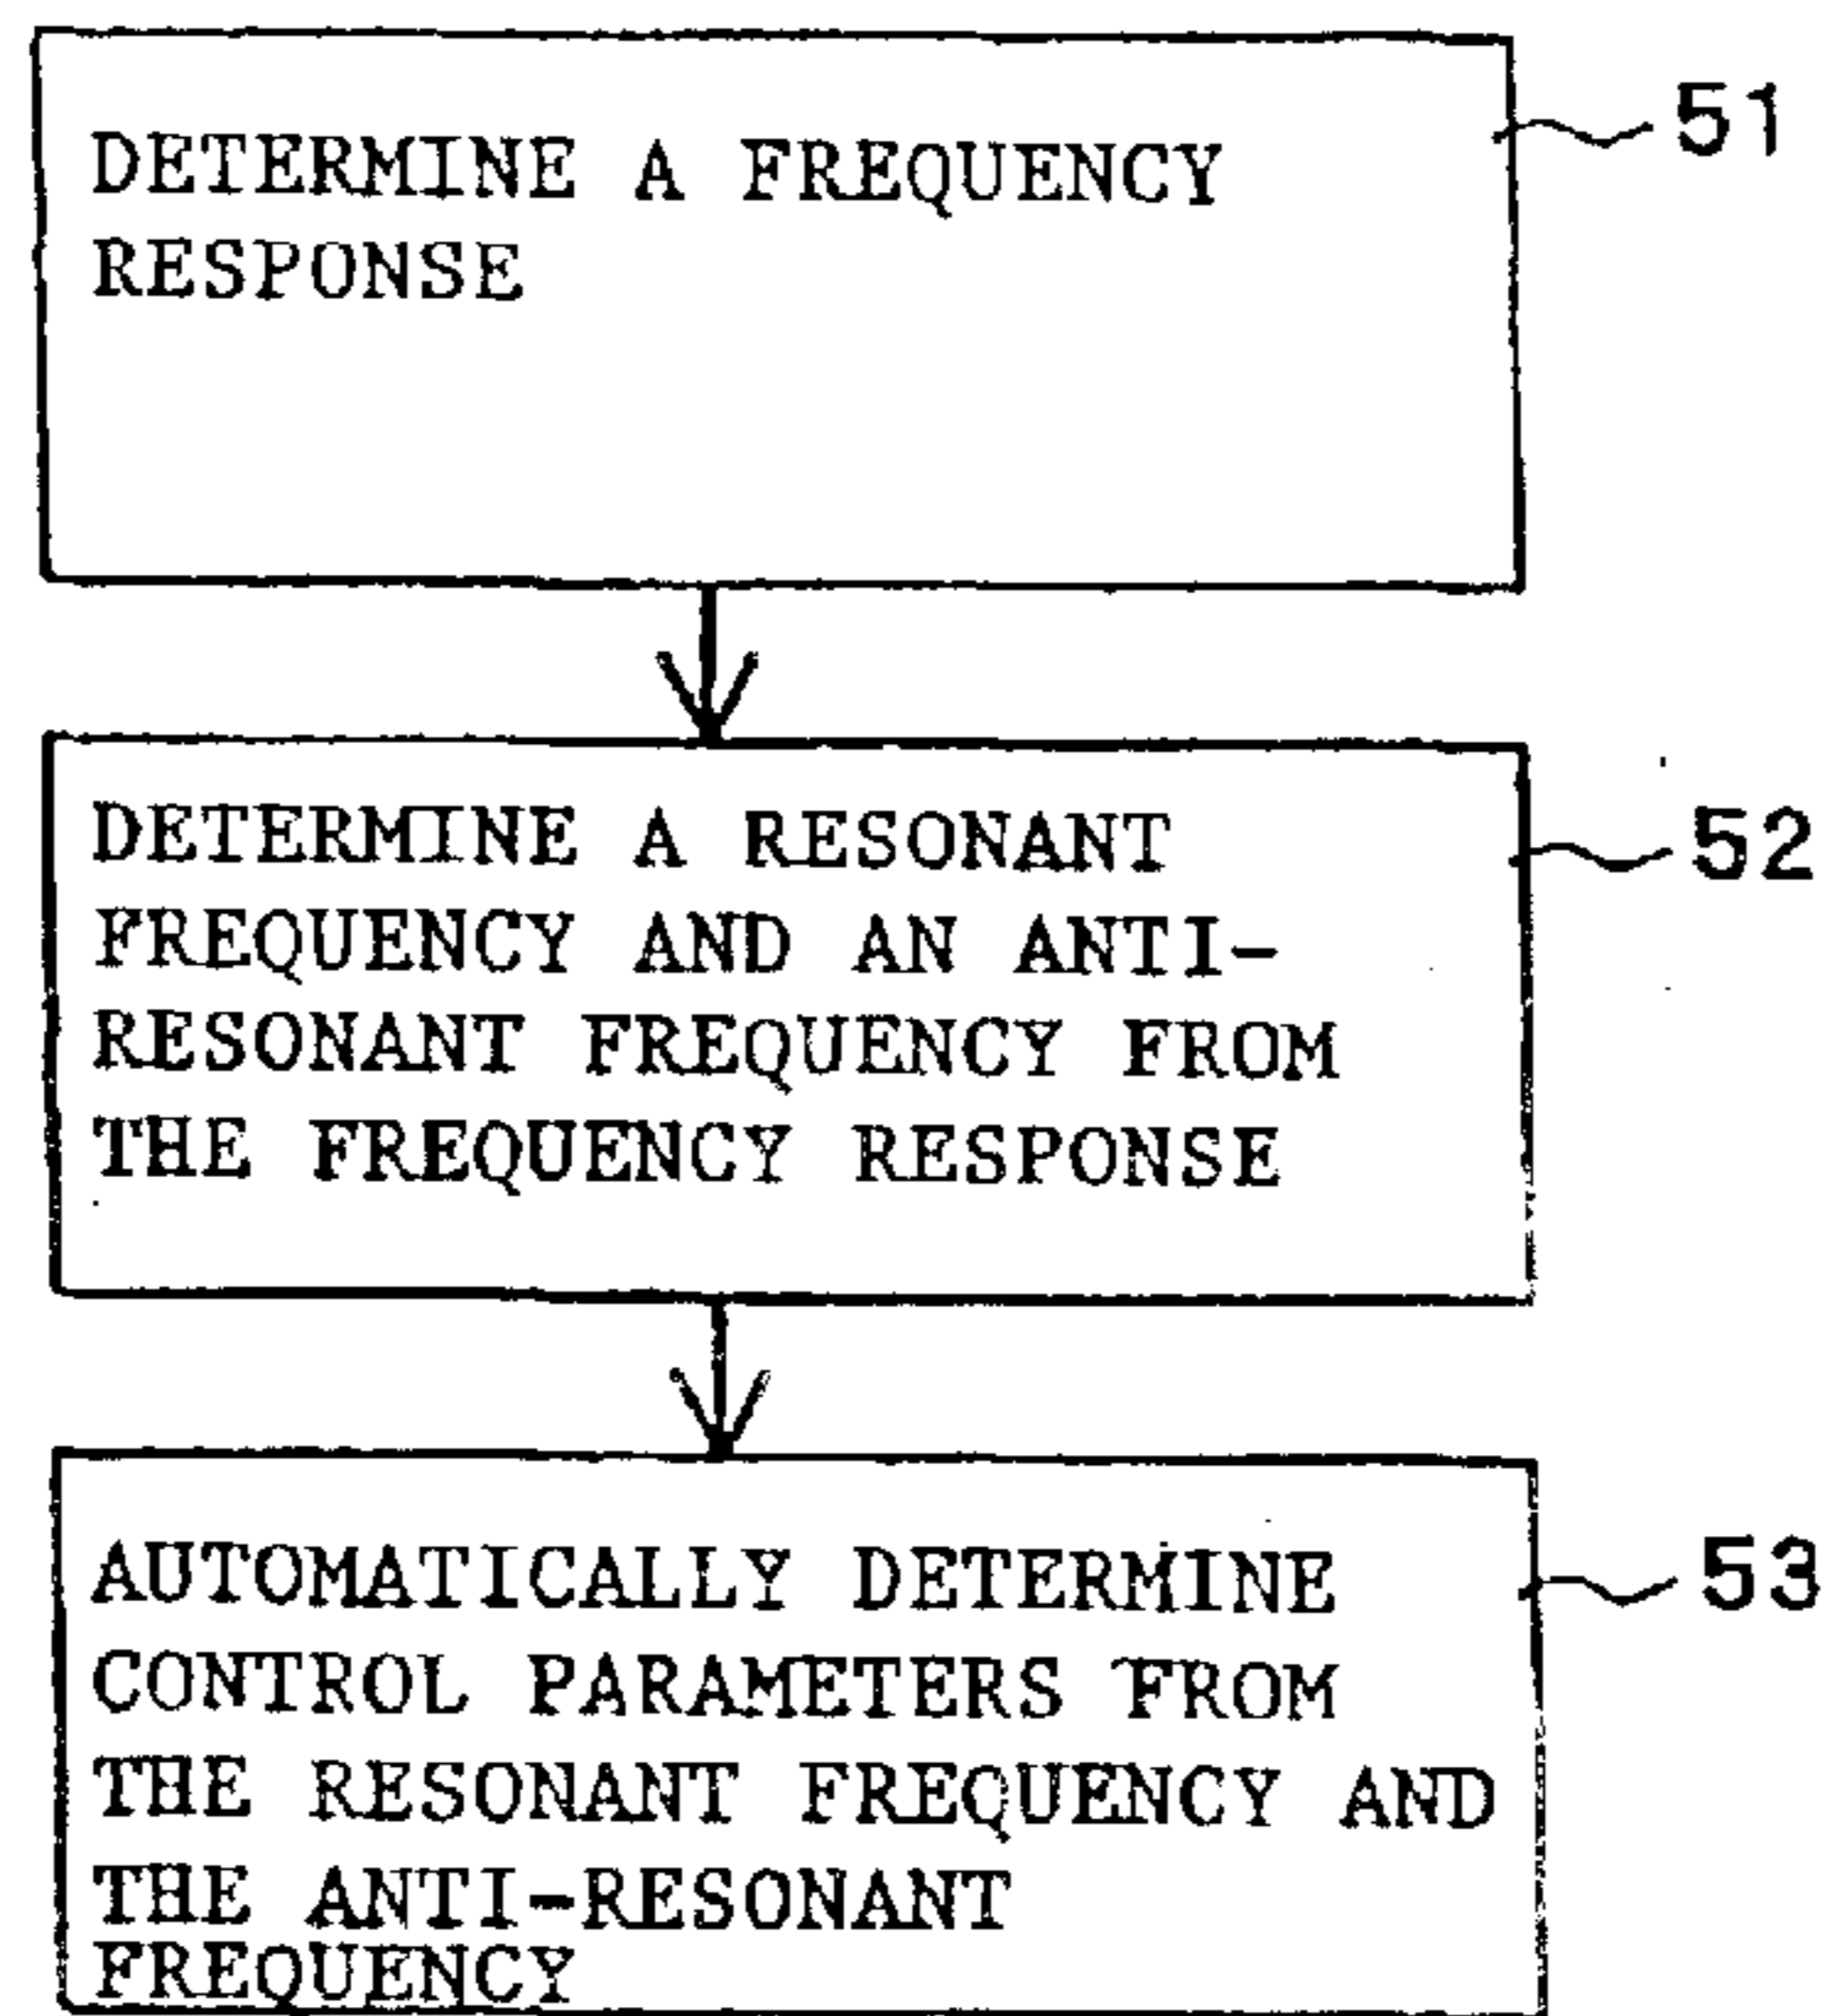 DETERMINE A FREQUENCY
RESPONSE
51
DETERMINE A RESONANT
FREQUENCY AND AN ANTI-
RESONANT FREQUENCY FROM
THE FREQUENCY RESPONSE
52
AUTOMATICALLY DETERMINE
CONTROL PARAMETERS FROM
THE RESONANT FREQUENCY AND
THE ANTI-RESONANT
FREQUENCY
53